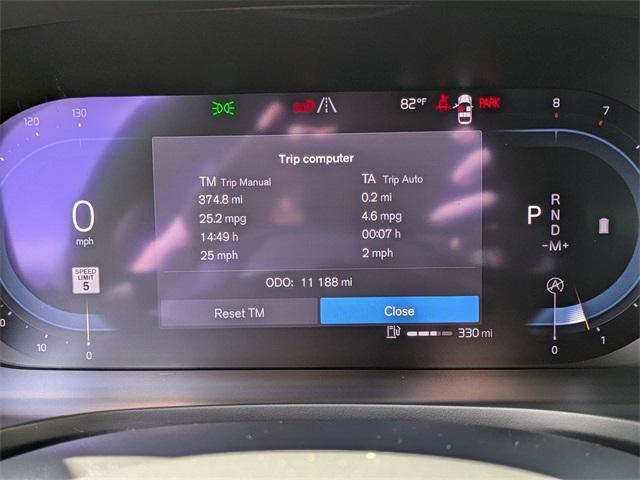 120
130
82°F
PARK
8
7
Trip computer
TM Trip Manual
374.8 mi
25.2 mpg
14:49 h
25 mph
TA Trip Auto
0.2 mi
4.6 mpg
00:07 h
2 mph
ODO: 11 188 mi
Reset TM
Close
330 mi
0
mph
SPEED
LIMIT
5
0
10
0
P
R
N
D
-M+
0
1